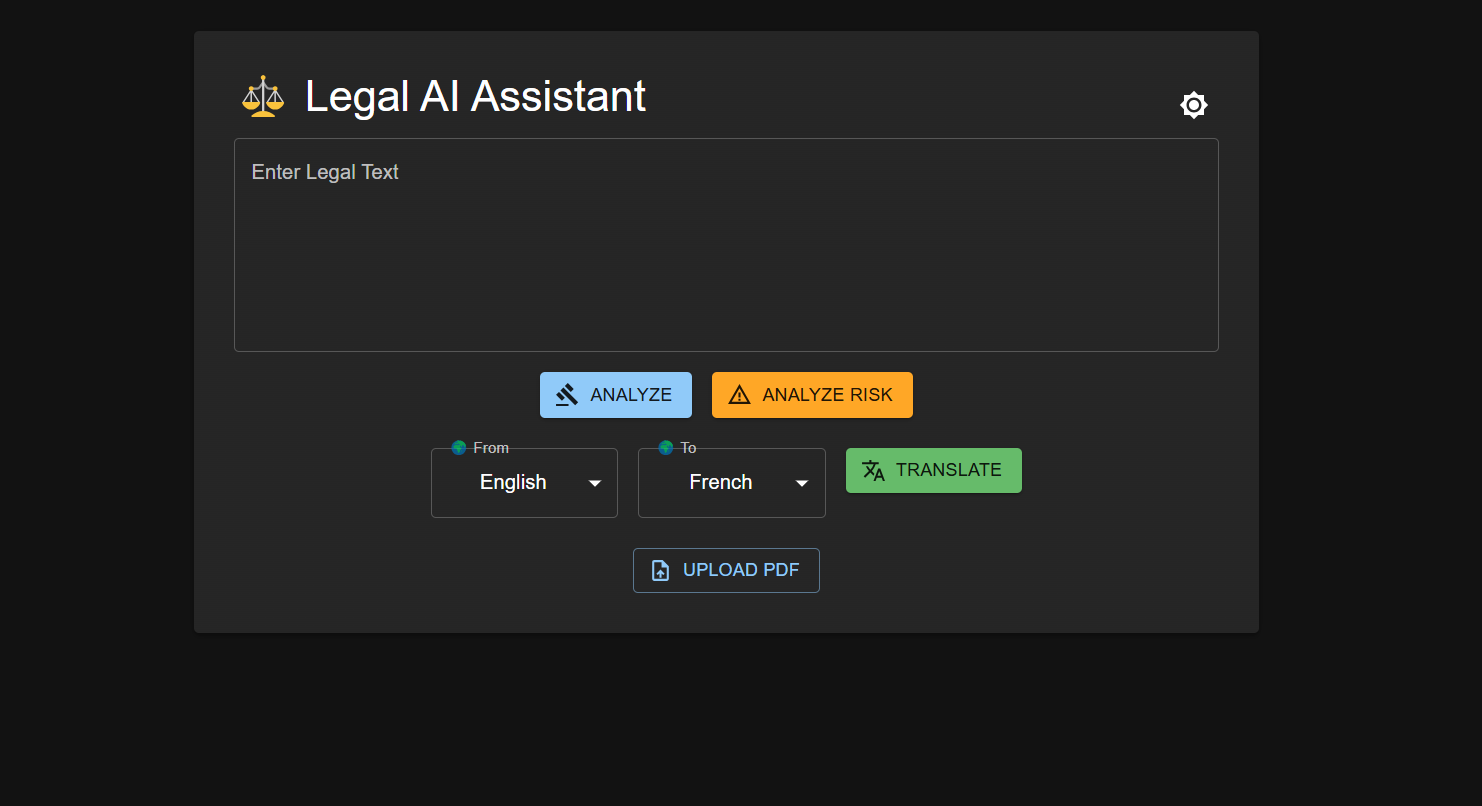 Legal AI Assistant
Enter Legal Text
ANALYZE ANALYZE RISK
From To
English French TRANSLATE
UPLOAD PDF